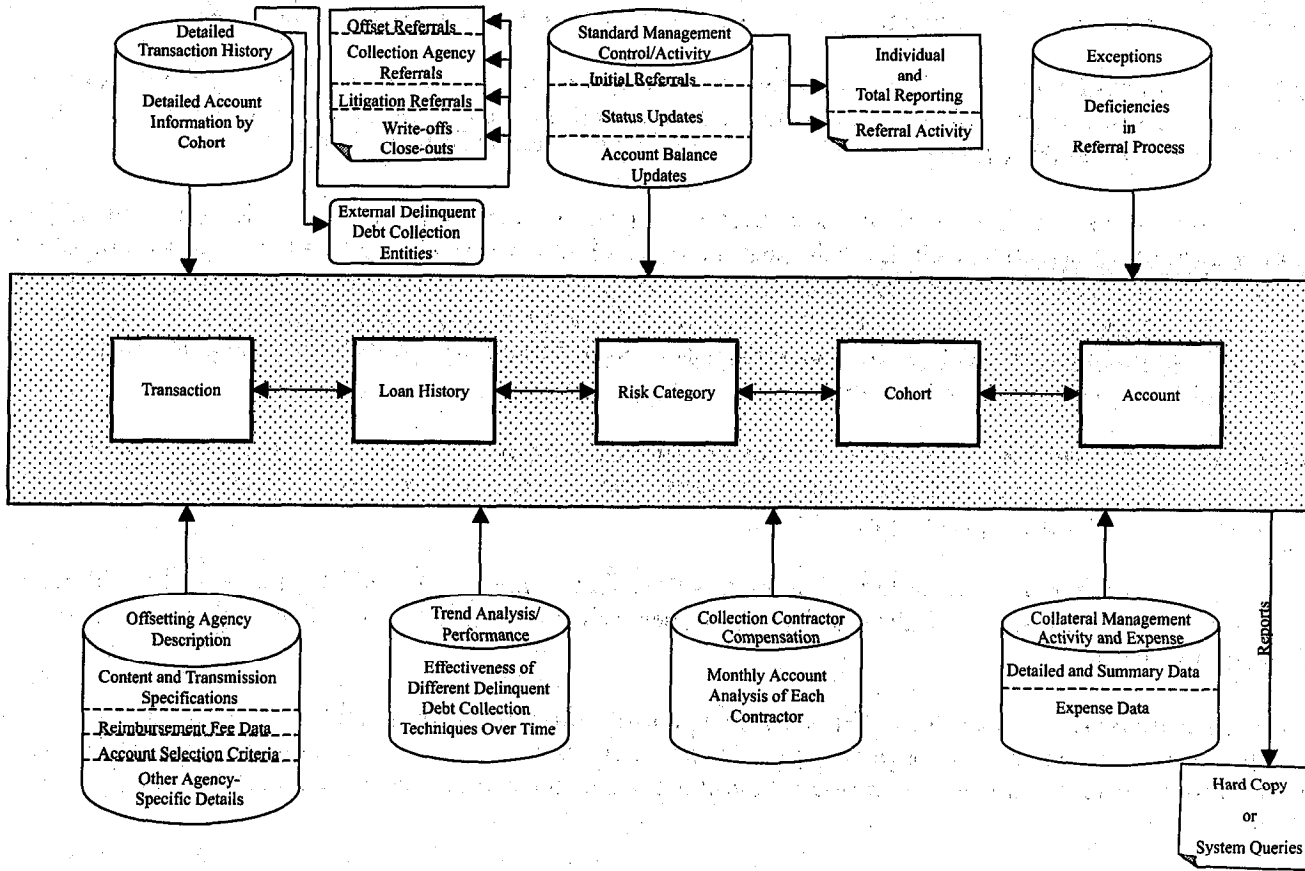 Detailed
Transaction History
Detailed Account
Information by
Cohort
Offset Referrals
Collection Agency
Referrals
Litigation Referrals
Write-offs
Close-outs
External Delinquent
Debt Collection
Entities
Standard Management
Control/Activity
Initial Referrals
Status Updates
Account Balance
Updates
Individual
and
Total Reporting
Referral Activity
Exceptions
Deficiencies
in
Referral Process
Transaction
Loan History
Risk Category
Cohort
Account
Offsetting Agency
Description
Content and Transmission
Specifications
Reimbursement Fee Data
Account Selection Criteria
Other Agency-
Specific Details
Trend Analysis/
Performance
Effectiveness of
Different Delinquent
Debt Collection
Techniques Over Time
Collection Contractor
Compensation
Monthly Account
Analysis of Each
Contractor
Collateral Management
Activity and Expense
Detailed and Summary Data
Expense Data
Reports
Hard Copy
or
System Queries